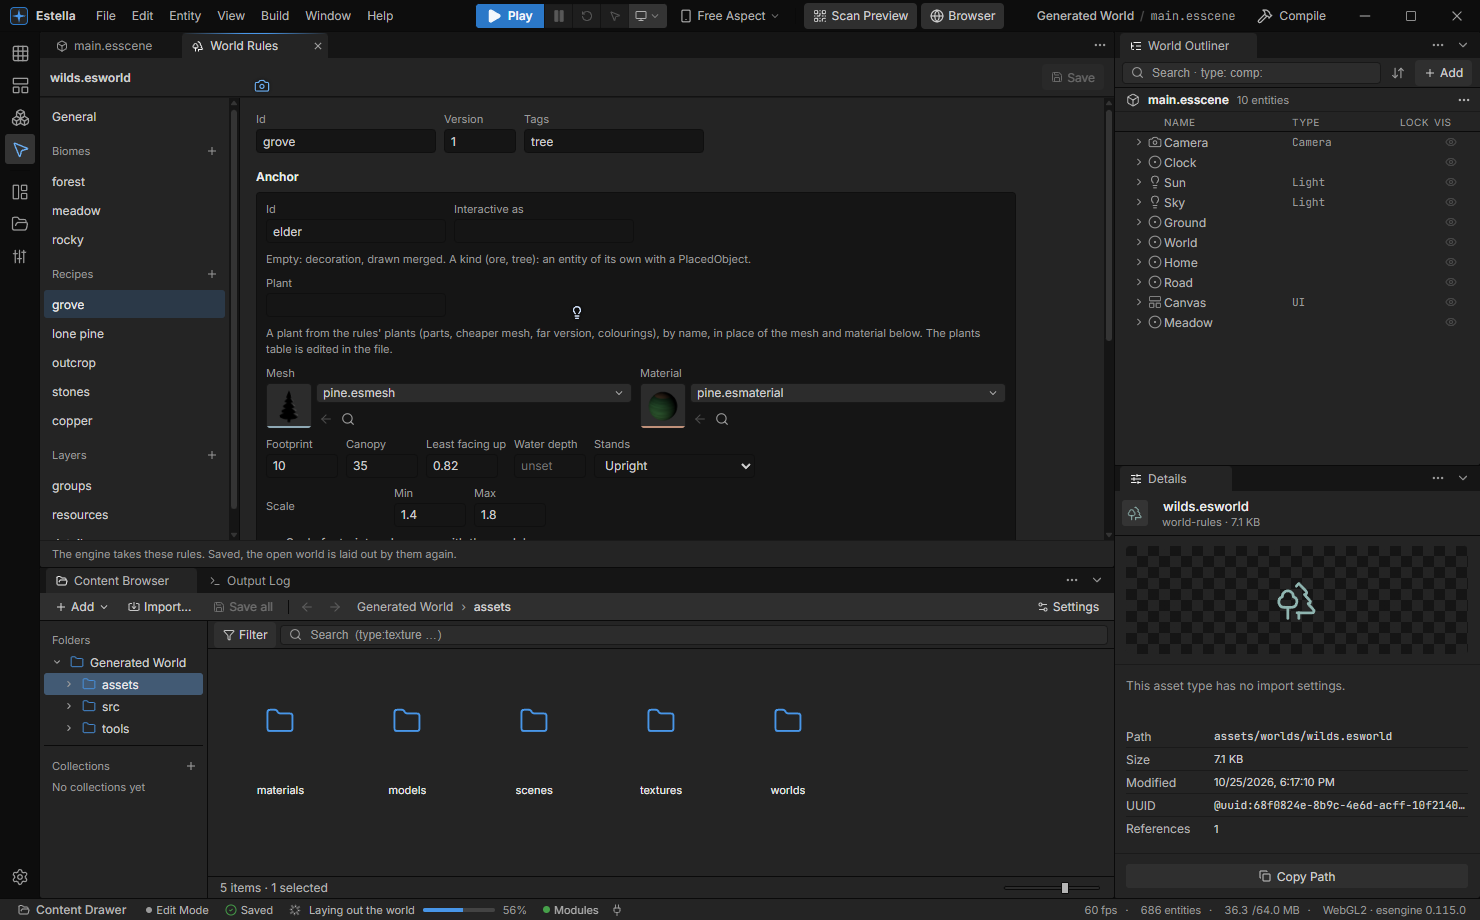 Estella File Edit Entity View Build Window Help Play Free Aspect Scan Preview Browser Generated World / main.esscene Compile
main.esscene World Rules
wilds.esworld Save
General
Biomes
forest
meadow
rocky
Recipes
grove
lone pine
outcrop
stones
copper
Layers
groups
resources
Id Version Tags
grove 1 tree
Anchor
Id Interactive as
elder
Empty: decoration, drawn merged. A kind (ore, tree): an entity of its own with a PlacedObject.
Plant
A plant from the rules' plants (parts, cheaper mesh, far version, colourings), by name, in place of the mesh and material below. The plants
table is edited in the file.
Mesh Material
pine.esmesh pine.esmaterial
Footprint Canopy Least facing up Water depth Stands
10 35 0.82 unset Upright
Min Max
Scale
1.4 1.8
The engine takes these rules. Saved, the open world is laid out by them again.
Content Browser Output Log
Add Import... Save all Generated World › assets Settings
Folders
Generated World
assets
src
tools
Collections
No collections yet
Filter Search (type:texture ...)
materials models scenes textures worlds
5 items · 1 selected
World Outliner
Search · type: comp: Add
main.esscene 10 entities
NAME TYPE LOCK VIS
Camera Camera
Clock
Sun Light
Sky Light
Ground
World
Home
Road
Canvas UI
Meadow
Details
wilds.esworld
world-rules · 7.1 KB
This asset type has no import settings.
Path assets/worlds/wilds.esworld
Size 7.1 KB
Modified 10/25/2026, 6:17:10 PM
UUID @uuid:68f0824e-8b9c-4e6d-acff-10f2140…
References 1
Copy Path
Content Drawer Edit Mode Saved Laying out the world 56% Modules 60 fps · 686 entities · 36.3 /64.0 MB · WebGL2 · esengine 0.115.0